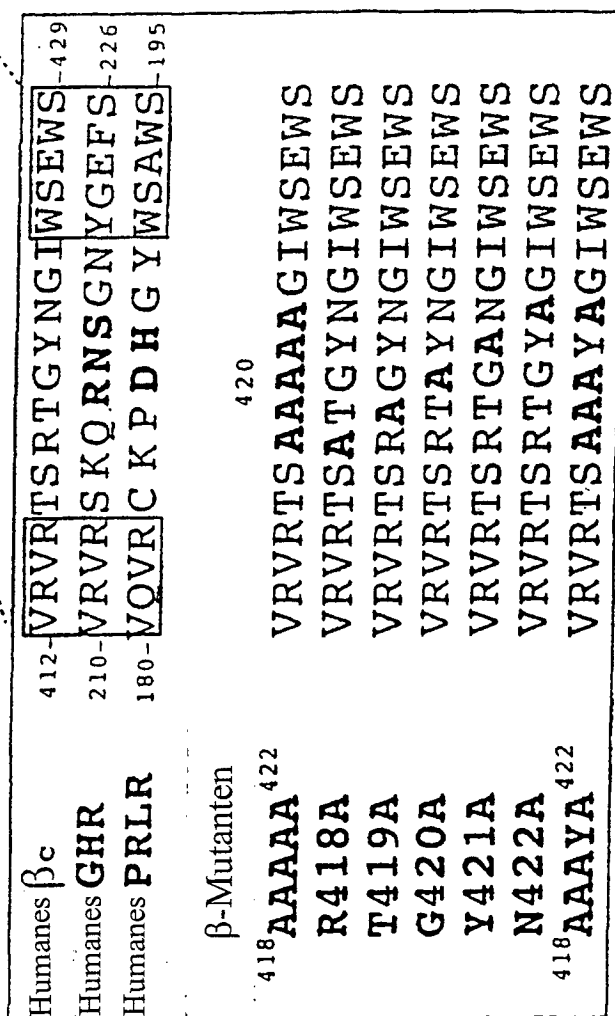 Humanes βc 412-VRVRTSRTGYNGIWSEWS-429
Humanes GHR 210-VRVRSKQRNSGNYGEFS-226
Humanes PRLR 180-VQVRCKPDHGYWSAWS-195
β-Mutanten 420
418AAAAA422 VRVRTSAAAAAGIWSEWS
R418A VRVRTSATGYNGIWSEWS
T419A VRVRTSRAGYNGIWSEWS
G420A VRVRTSRTAYNGIWSEWS
Y421A VRVRTSRTGANGIWSEWS
N422A VRVRTSRTGYAGIWSEWS
418AAAYA422 VRVRTSAAAYAGIWSEWS